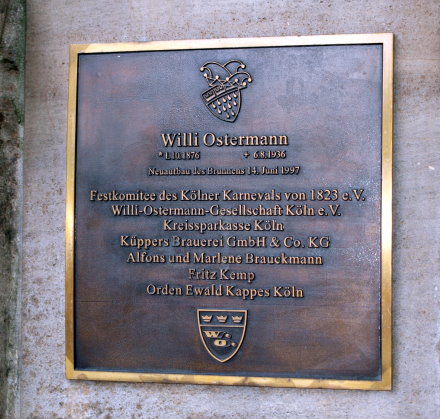 Willi Ostermann
* 1.10.1876 + 6.8.1936
Neuaufbau des Brunnens 14. Juni 1997
Festkomitee des Kölner Karnevals von 1823 e.V.
Willi-Ostermann-Gesellschaft Köln e.V.
Kreissparkasse Köln
Küppers Brauerei GmbH & Co. KG
Alfons und Marlene Brauckmann
Fritz Kemp
Orden Ewald Kappes Köln
W.O.G.